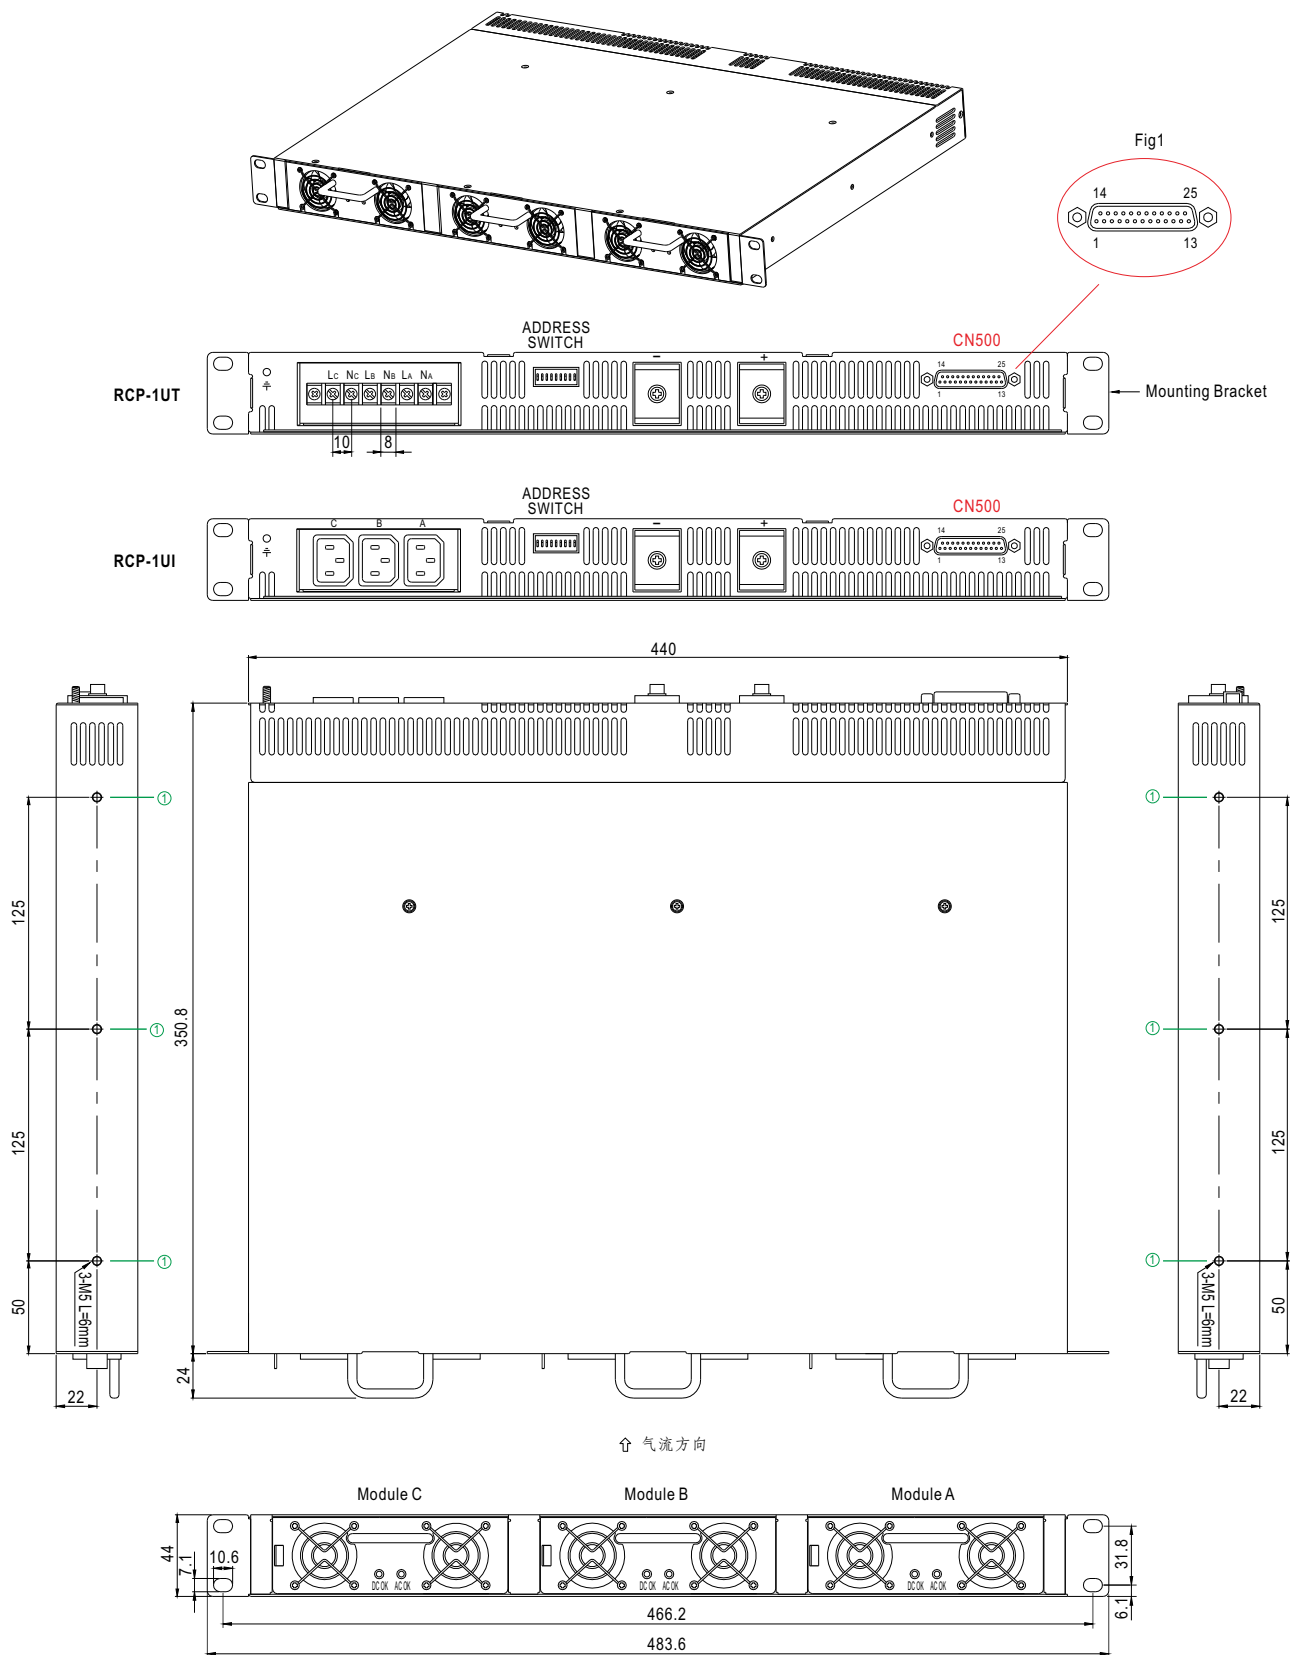 Fig1
14 25
1 13
ADDRESS
SWITCH
CN500
RCP-1UT
LC NC LB NB LA NA
- +
14 25
1 13
Mounting Bracket
10 8
ADDRESS
SWITCH
CN500
RCP-1UI
C B A
- +
14 25
1 13
440
① ①
125 125
350.8
① ①
125 125
① ①
3-M5 L=6mm 3-M5 L=6mm
50 50
24
22 22
气流方向
Module C Module B Module A
44
10.6
7.1
DC OK AC OK DC OK AC OK DC OK AC OK
31.8
6.1
466.2
483.6